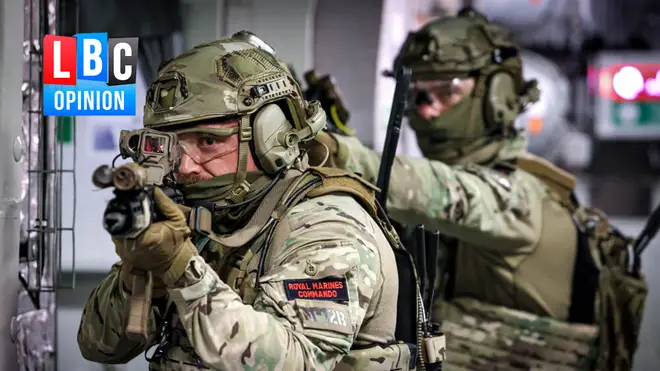 LBC
OPINION
ROYAL MARINES
COMMANDO